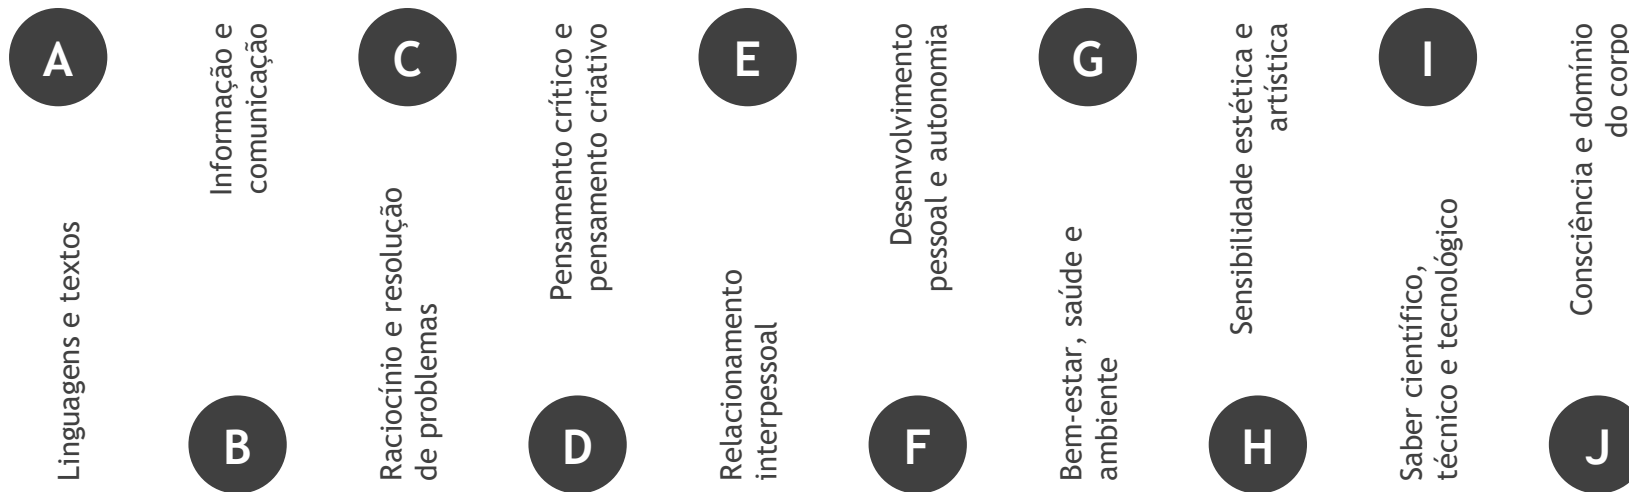 A
Linguagens e textos
Informação e
comunicação
B
C
Raciocínio e resolução
de problemas
Pensamento crítico e
pensamento criativo
D
E
Relacionamento
interpessoal
Desenvolvimento
pessoal e autonomia
F
G
Bem-estar, saúde e
ambiente
Sensibilidade estética e
artística
H
I
Saber científico,
técnico e tecnológico
Consciência e domínio
do corpo
J